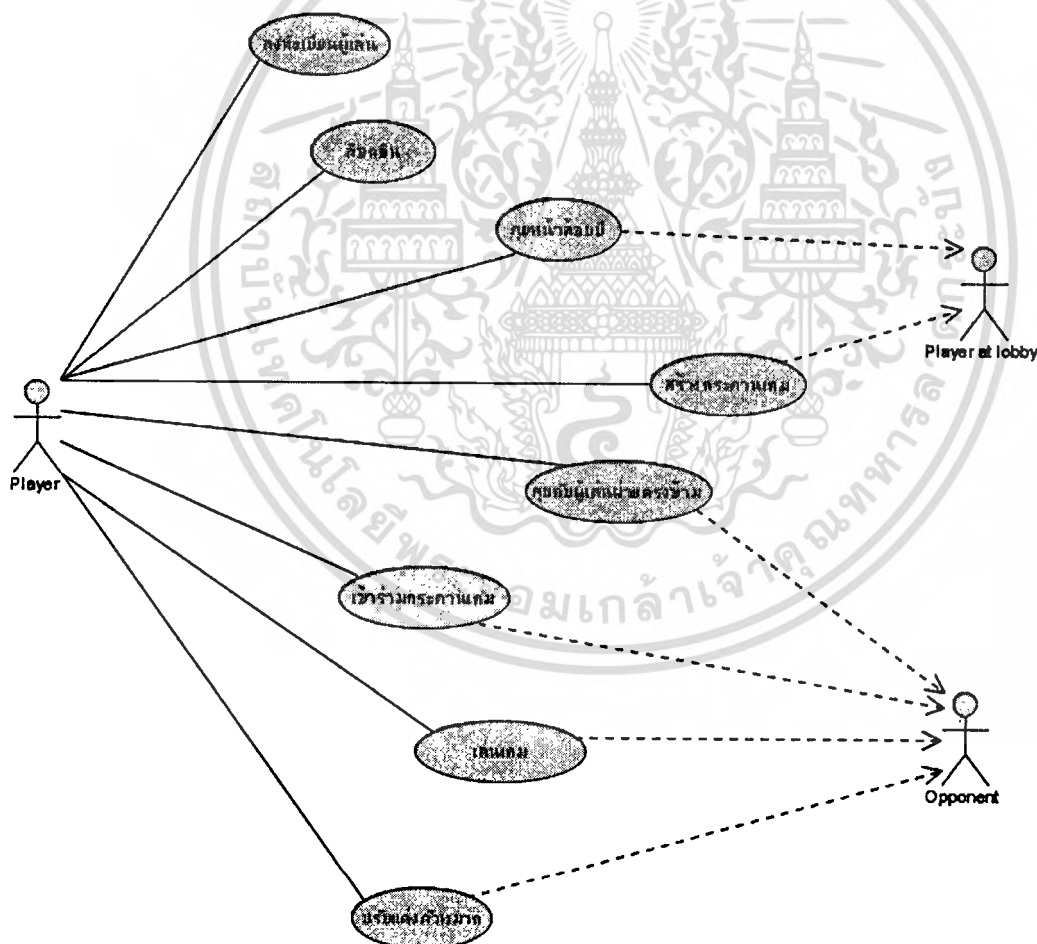 ลงทะเบียนผู้เล่น
ล็อกอิน
คุยหน้าล็อบบี้
Player at lobby
สร้างกระดานเกม
Player
คุยกับผู้เล่นฝ่ายตรงข้าม
เข้าร่วมกระดานเกม
เล่นเกม
Opponent
ปรับแต่งตัวหมาก